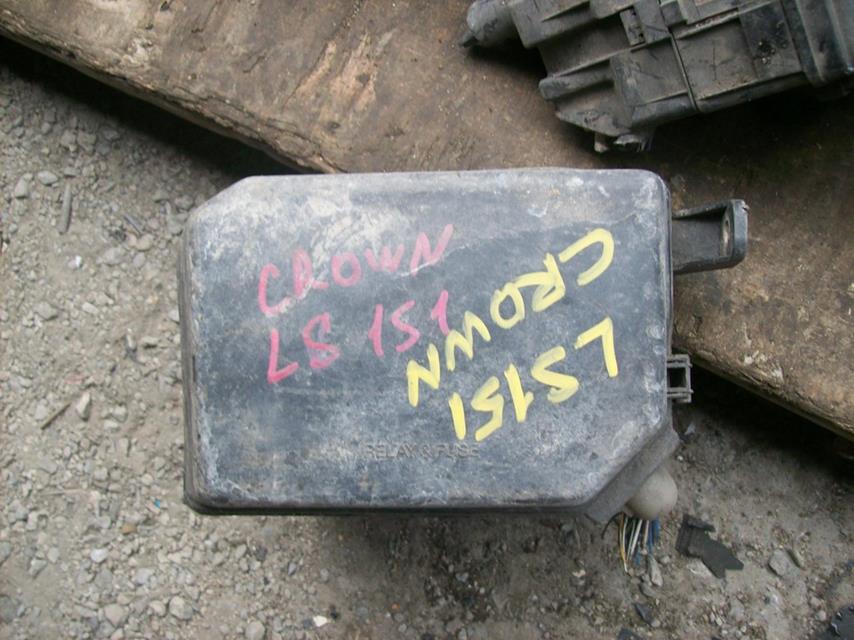 CROWN
LS 151
CROWN
LS151
RELAY & FUSE